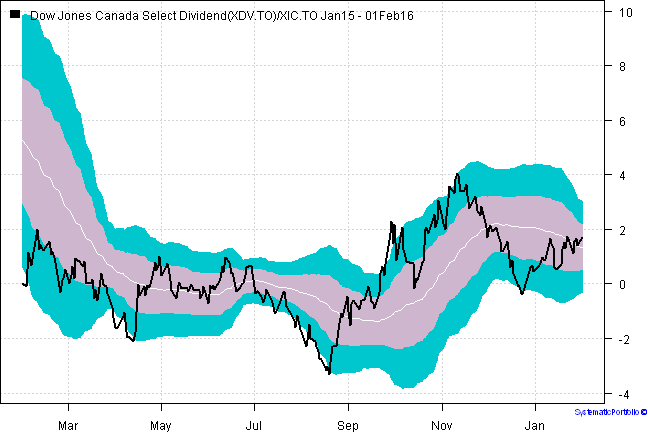 Dow Jones Canada Select Dividend(XDV.TO)/XIC.TO Jan15 - 01Feb16
10
8
6
4
2
0
-2
-4
SystematicPortfolio ©
Mar May Jul Sep Nov Jan